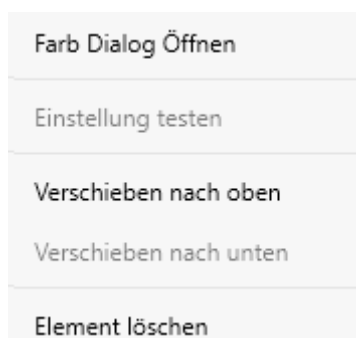 Farb Dialog Öffnen
Einstellung testen
Verschieben nach oben
Verschieben nach unten
Element löschen